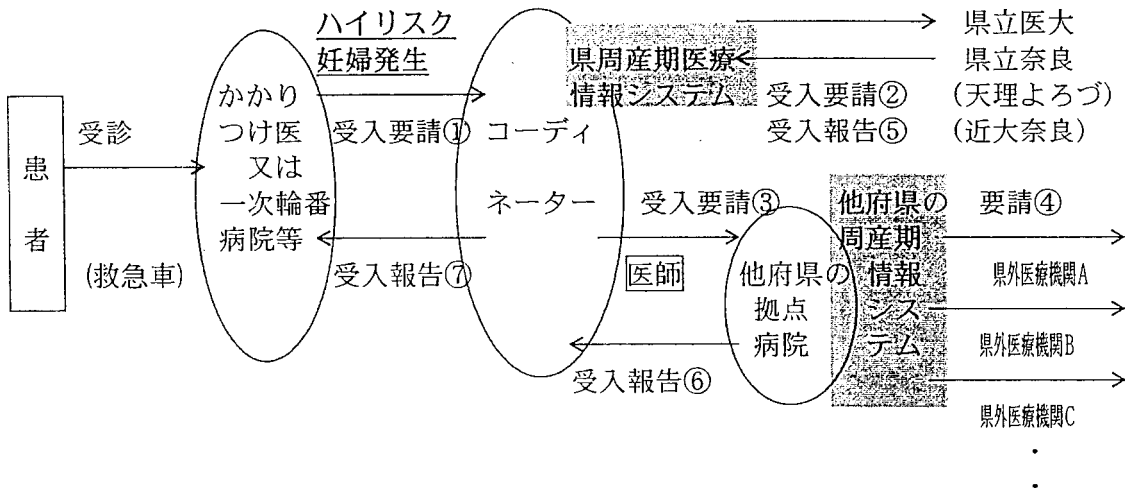 ハイリスク
妊婦発生
患者
受診
(救急車)
かかり
つけ医
又は
一次輪番
病院等
受入要請①
受入報告⑦
コーディ
ネーター
県周産期医療
情報システム
県立医大
県立奈良
受入要請② (天理よろづ)
受入報告⑤ (近大奈良)
受入要請③
医師
受入報告⑥
他府県の
拠点
病院
他府県の
周産期
情報
シス
テム
要請④
県外医療機関A
県外医療機関B
県外医療機関C
・
・